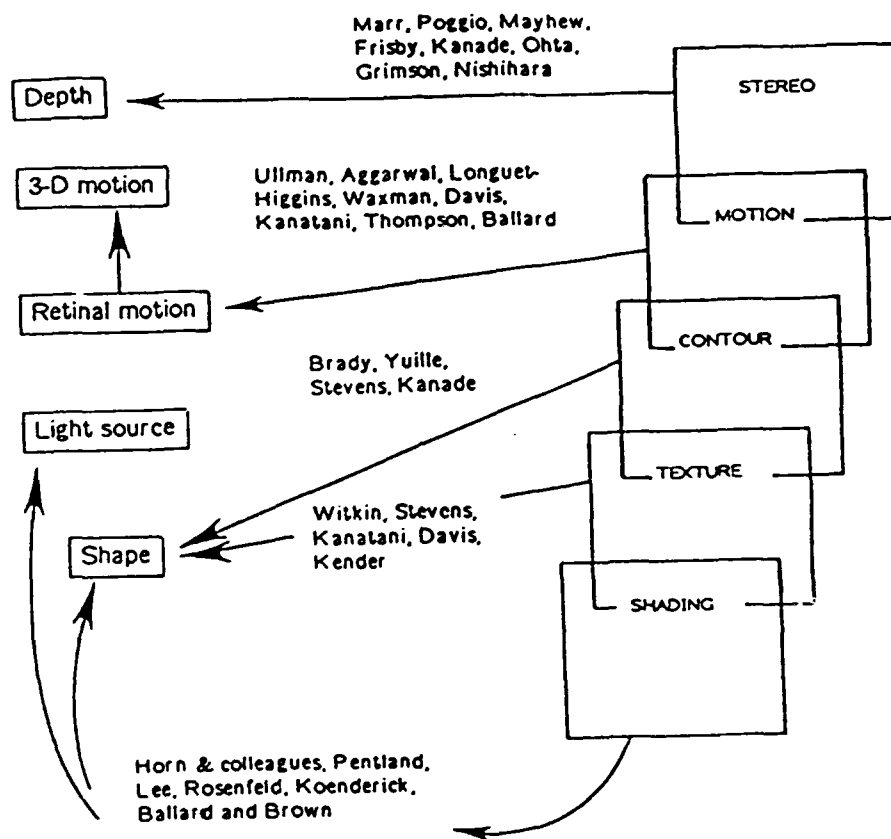 Marr, Poggio, Mayhew,
Frisby, Kanade, Ohta,
Grimson, Nishihara
STEREO
Depth
3-D motion
Ullman, Aggarwal, Longuet-
Higgins, Waxman, Davis,
Kanatani, Thompson, Ballard
MOTION
Retinal motion
CONTOUR
Brady, Yuille,
Stevens, Kanade
Light source
TEXTURE
Witkin, Stevens,
Kanatani, Davis,
Kender
Shape
SHADING
Horn & colleagues, Pentland,
Lee, Rosenfeld, Koenderick,
Ballard and Brown